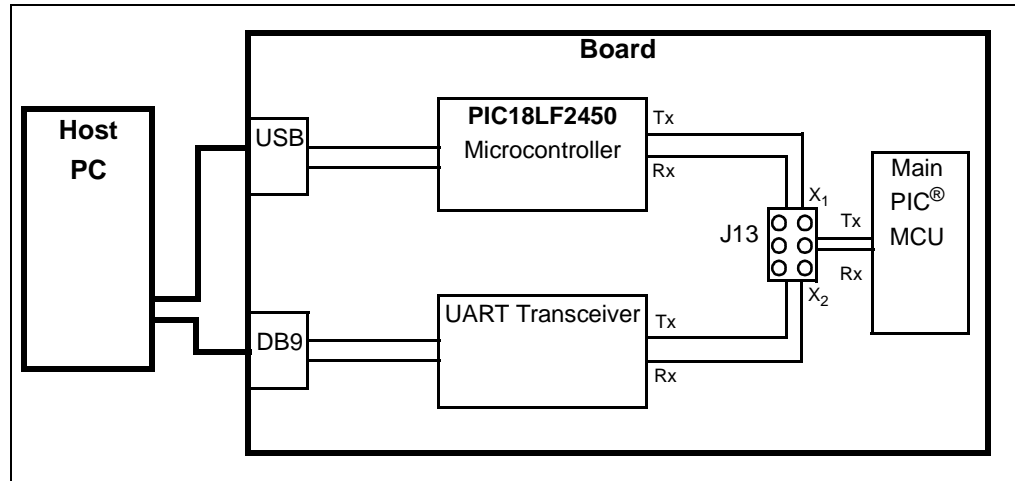 Board
Host
PC
USB
PIC18LF2450
Microcontroller
Tx
Rx
X1
J13
Tx
Rx
Main
PIC®
MCU
X2
DB9
UART Transceiver
Tx
Rx